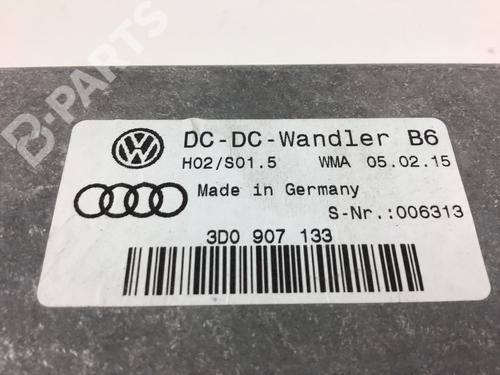 B-PARTS
DC-DC-Wandler B6
H02/S01.5 WMA 05.02.15
Made in Germany
S-Nr.:006313
3D0 907 133